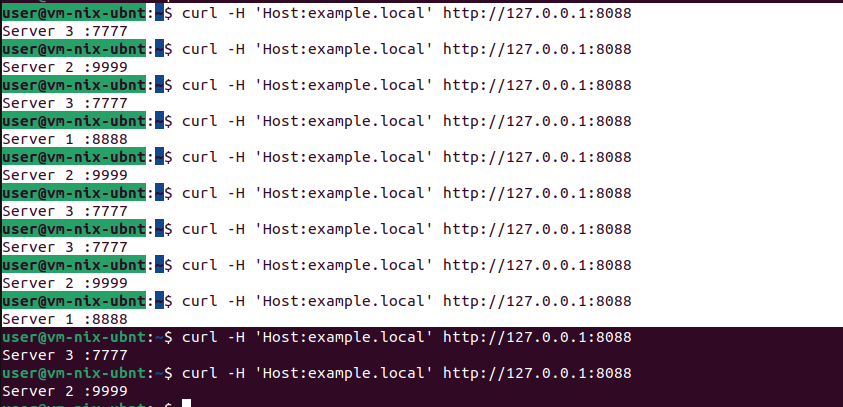 user@vm-nix-ubnt:~$ curl -H 'Host:example.local' http://127.0.0.1:8088
Server 3 :7777
user@vm-nix-ubnt:~$ curl -H 'Host:example.local' http://127.0.0.1:8088
Server 2 :9999
user@vm-nix-ubnt:~$ curl -H 'Host:example.local' http://127.0.0.1:8088
Server 3 :7777
user@vm-nix-ubnt:~$ curl -H 'Host:example.local' http://127.0.0.1:8088
Server 1 :8888
user@vm-nix-ubnt:~$ curl -H 'Host:example.local' http://127.0.0.1:8088
Server 2 :9999
user@vm-nix-ubnt:~$ curl -H 'Host:example.local' http://127.0.0.1:8088
Server 3 :7777
user@vm-nix-ubnt:~$ curl -H 'Host:example.local' http://127.0.0.1:8088
Server 3 :7777
user@vm-nix-ubnt:~$ curl -H 'Host:example.local' http://127.0.0.1:8088
Server 2 :9999
user@vm-nix-ubnt:~$ curl -H 'Host:example.local' http://127.0.0.1:8088
Server 1 :8888
user@vm-nix-ubnt:~$ curl -H 'Host:example.local' http://127.0.0.1:8088
Server 3 :7777
user@vm-nix-ubnt:~$ curl -H 'Host:example.local' http://127.0.0.1:8088
Server 2 :9999
user@vm-nix-ubnt:~$